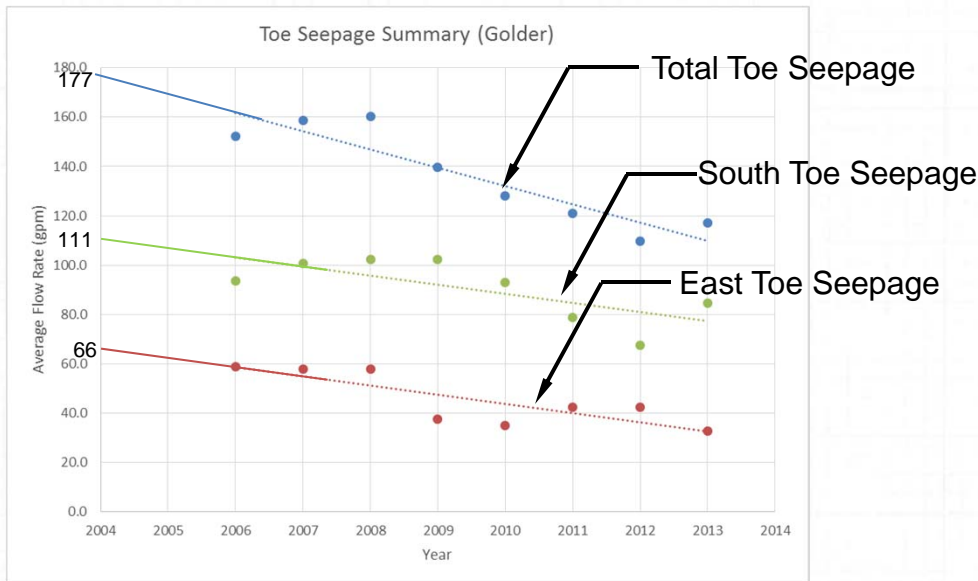 Toe Seepage Summary (Golder)
Total Toe Seepage
South Toe Seepage
East Toe Seepage
Average Flow Rate (gpm)
180.0
177
160.0
140.0
120.0
111
100.0
80.0
66
60.0
40.0
20.0
0.0
2004 2005 2006 2007 2008 2009 2010 2011 2012 2013 2014
Year